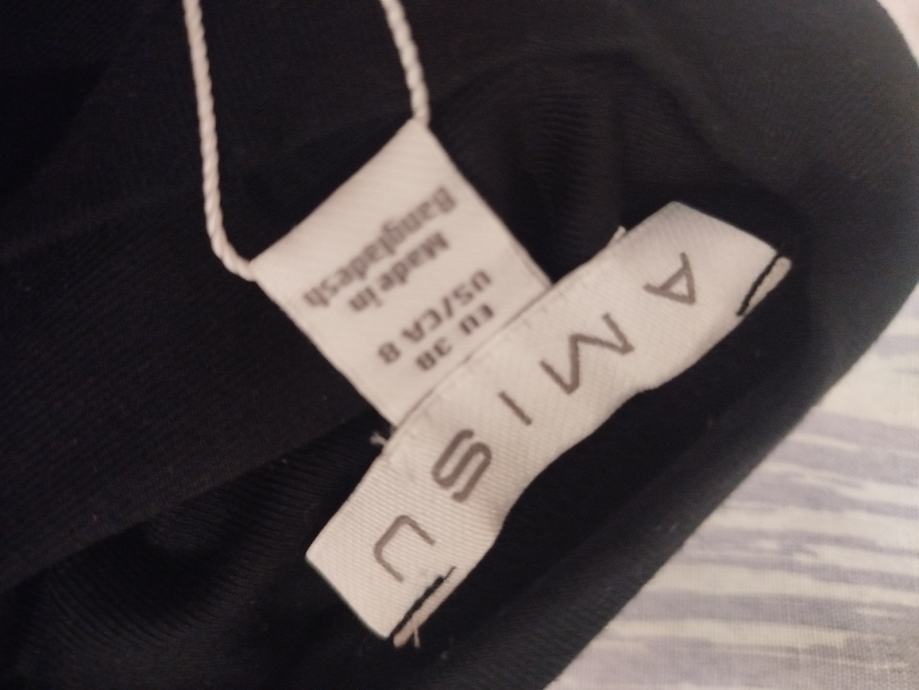 AMISU
EU 38
US/CA 8
Made in
Bangladesh